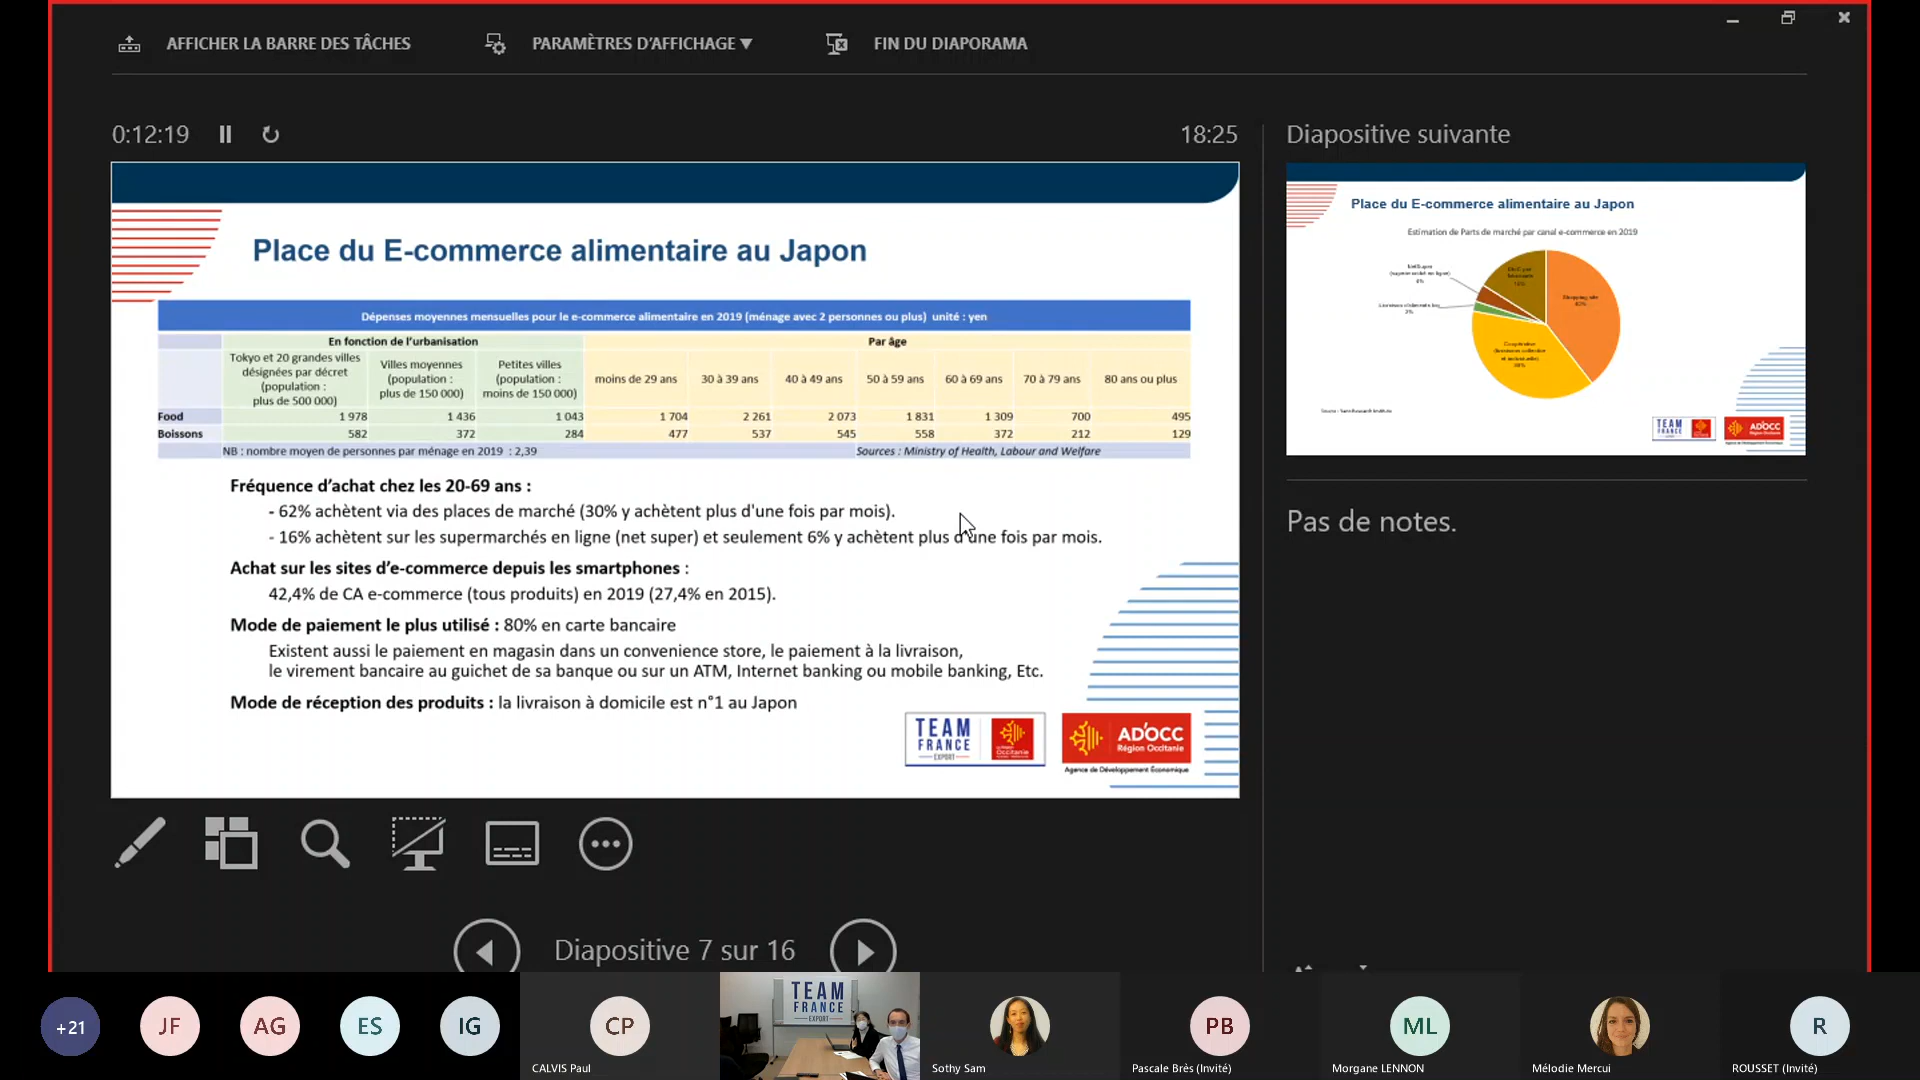 AFFICHER LA BARRE DES TÂCHES
PARAMÈTRES D'AFFICHAGE ▼
FIN DU DIAPORAMA
0:12:19
18:25
Place du E-commerce alimentaire au Japon
Dépenses moyennes mensuelles pour le e-commerce alimentaire en 2019 (ménage avec 2 personnes ou plus) unité : yen
En fonction de l'urbanisation
Par âge
Tokyo et 20 grandes villes désignées par décret (population : plus de 500 000)
Villes moyennes (population : plus de 150 000)
Petites villes (population : moins de 150 000)
moins de 29 ans
30 à 39 ans
40 à 49 ans
50 à 59 ans
60 à 69 ans
70 à 79 ans
80 ans ou plus
Food 1 978 1 436 1 043 1 704 2 261 2 073 1 831 1 309 700 495
Boissons 582 372 284 477 537 545 558 372 212 129
NB : nombre moyen de personnes par ménage en 2019 : 2,39
Sources : Ministry of Health, Labour and Welfare
Fréquence d'achat chez les 20-69 ans :
- 62% achètent via des places de marché (30% y achètent plus d'une fois par mois).
- 16% achètent sur les supermarchés en ligne (net super) et seulement 6% y achètent plus d'une fois par mois.
Achat sur les sites d'e-commerce depuis les smartphones :
42,4% de CA e-commerce (tous produits) en 2019 (27,4% en 2015).
Mode de paiement le plus utilisé : 80% en carte bancaire
Existent aussi le paiement en magasin dans un convenience store, le paiement à la livraison,
le virement bancaire au guichet de sa banque ou sur un ATM, Internet banking ou mobile banking, Etc.
Mode de réception des produits : la livraison à domicile est n°1 au Japon
TEAM
FRANCE
EXPORT
Occitanie
AD'OCC
Région Occitanie
Agence de Développement Économique
Diapositive suivante
Place du E-commerce alimentaire au Japon
Estimation de Parts de marché par canal e-commerce en 2019
Shopping site
TEAM
FRANCE
AD'OCC
Région Occitanie
Pas de notes.
Diapositive 7 sur 16
+21
JF
AG
ES
IG
CP
CALVIS Paul
TEAM
FRANCE
EXPORT
Sothy Sam
PB
Pascale Brès (Invité)
ML
Morgane LENNON
Mélodie Mercui
R
ROUSSET (Invité)